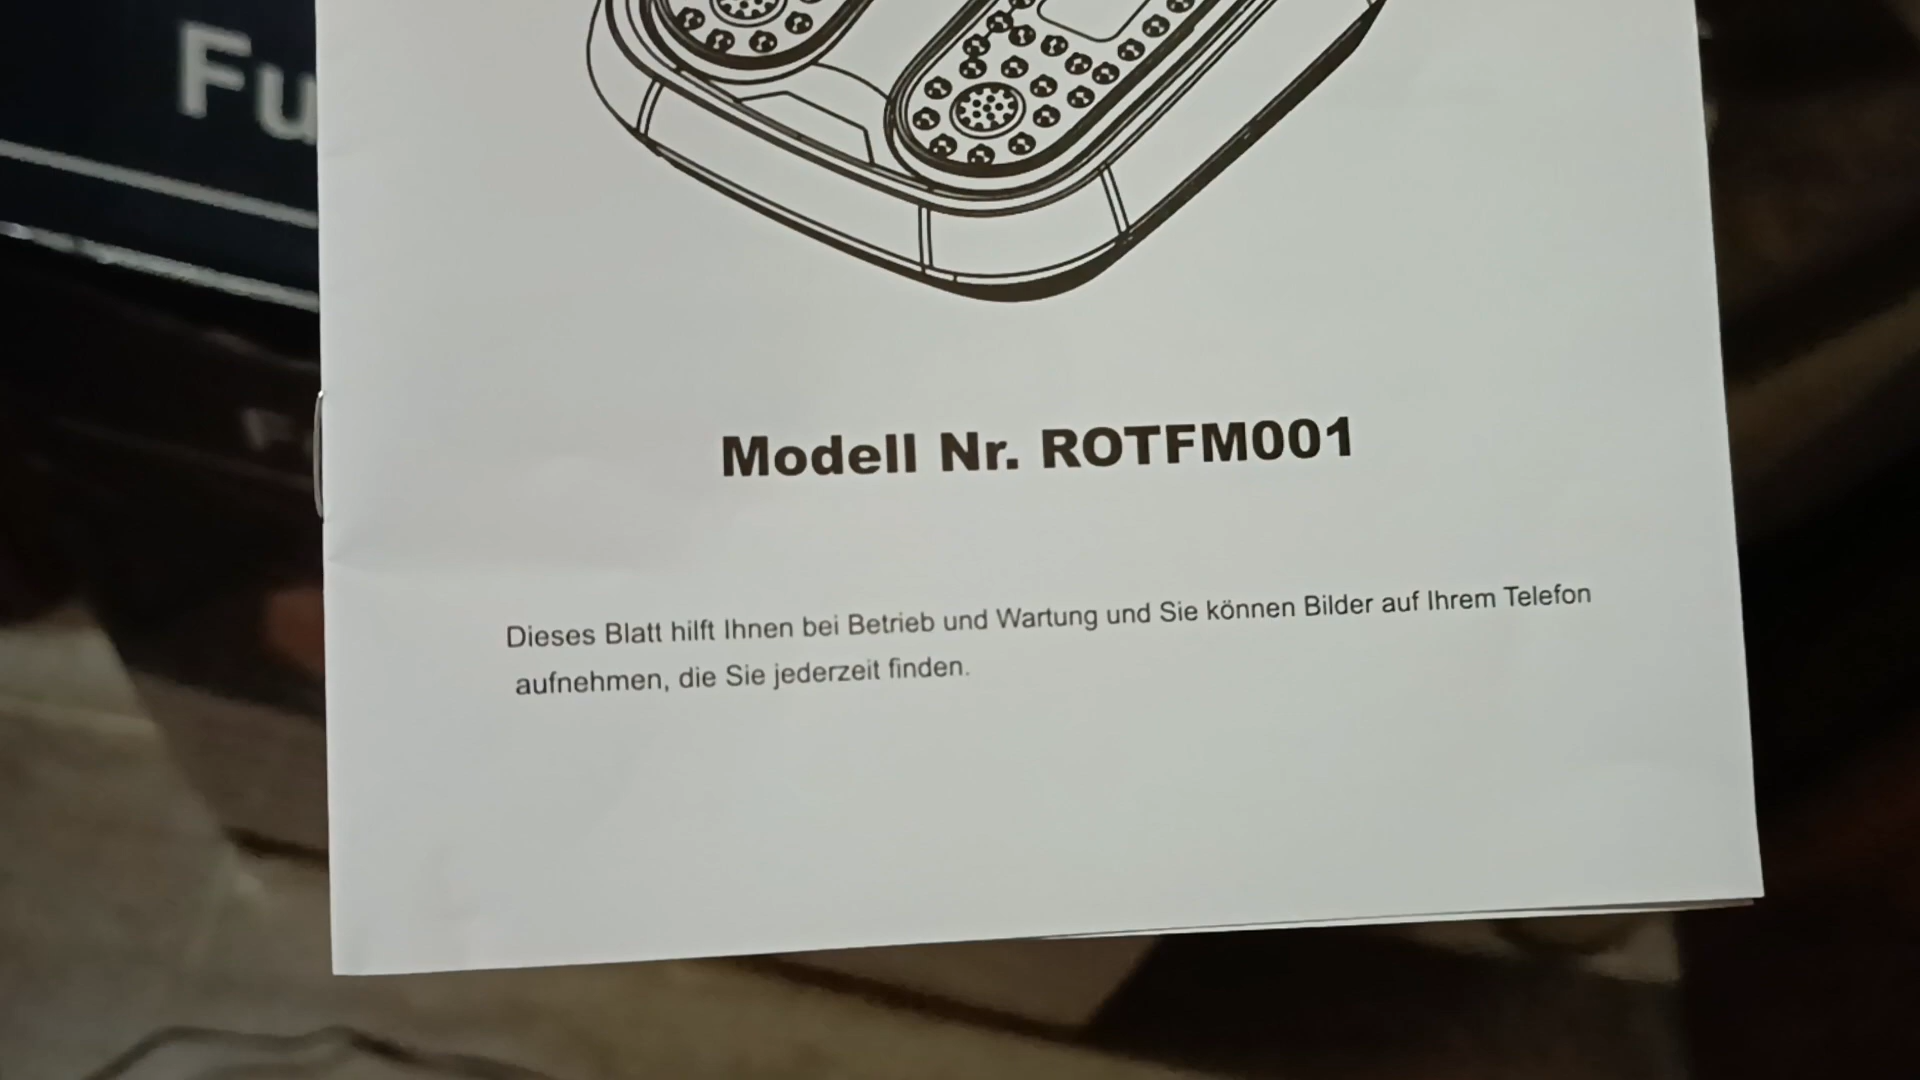 Fu
Modell Nr. ROTFM001
Dieses Blatt hilft Ihnen bei Betrieb und Wartung und Sie können Bilder auf Ihrem Telefon
aufnehmen, die Sie jederzeit finden.